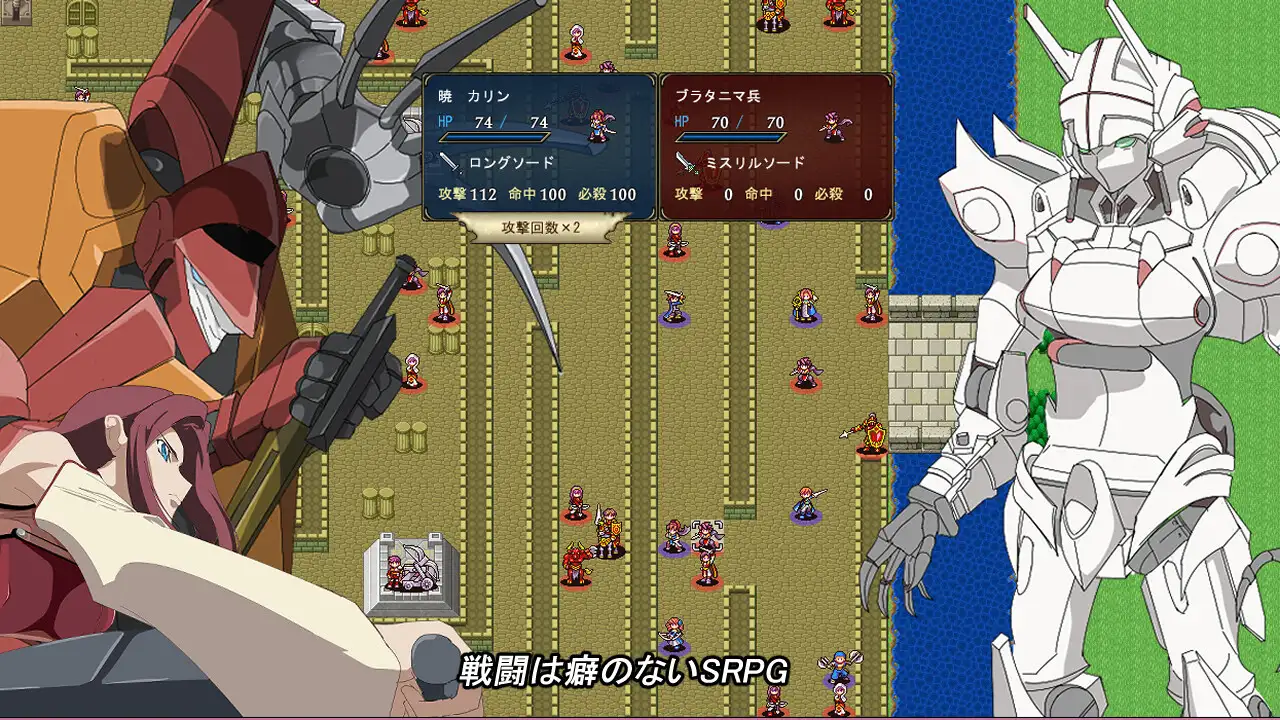 暁 カリン
HP 74 / 74
ロングソード
攻撃 112 命中 100 必殺 100
攻撃回数×2
ブラタニマ兵
HP 70 / 70
ミスリルソード
攻撃 0 命中 0 必殺 0
戦闘は癖のないSRPG